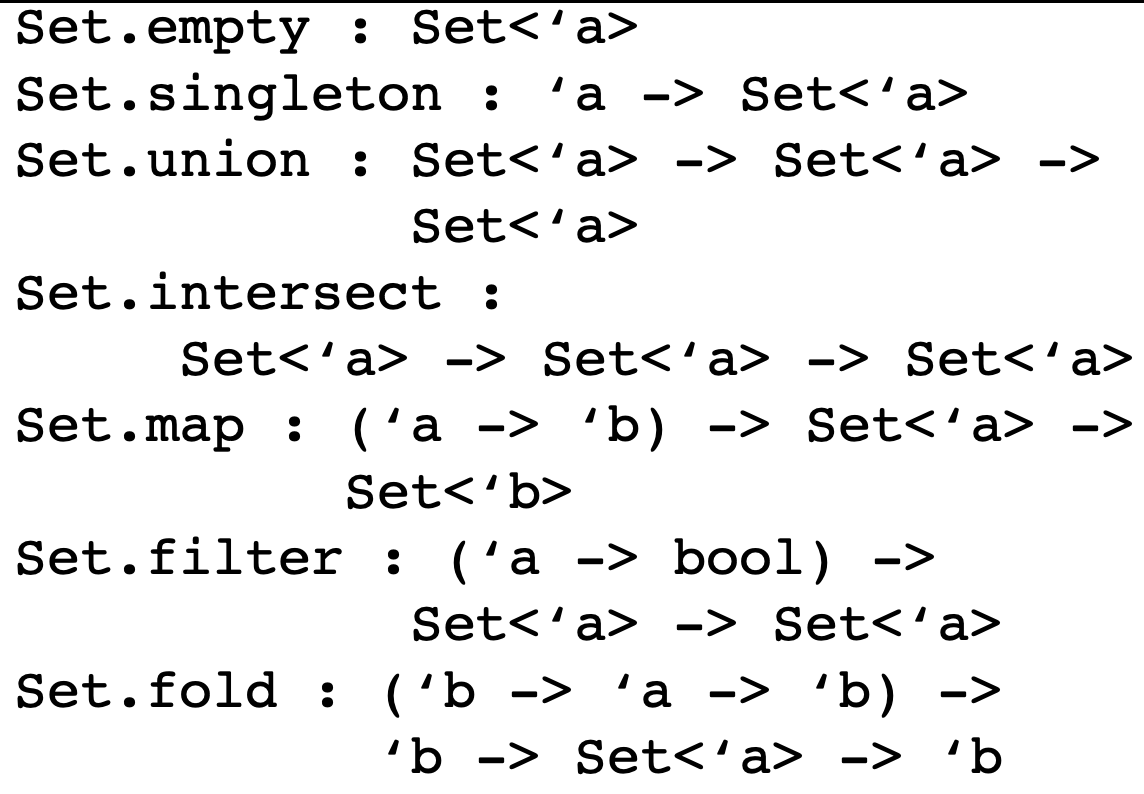 Set.empty : Set<‘a>
Set.singleton : ‘a -> Set<‘a>
Set.union : Set<‘a> -> Set<‘a> ->
Set<‘a>
Set.intersect :
Set<‘a> -> Set<‘a> -> Set<‘a>
Set.map : (‘a -> ‘b) -> Set<‘a> ->
Set<‘b>
Set.filter : (‘a -> bool) ->
Set<‘a> -> Set<‘a>
Set.fold : (‘b -> ‘a -> ‘b) ->
‘b -> Set<‘a> -> ‘b